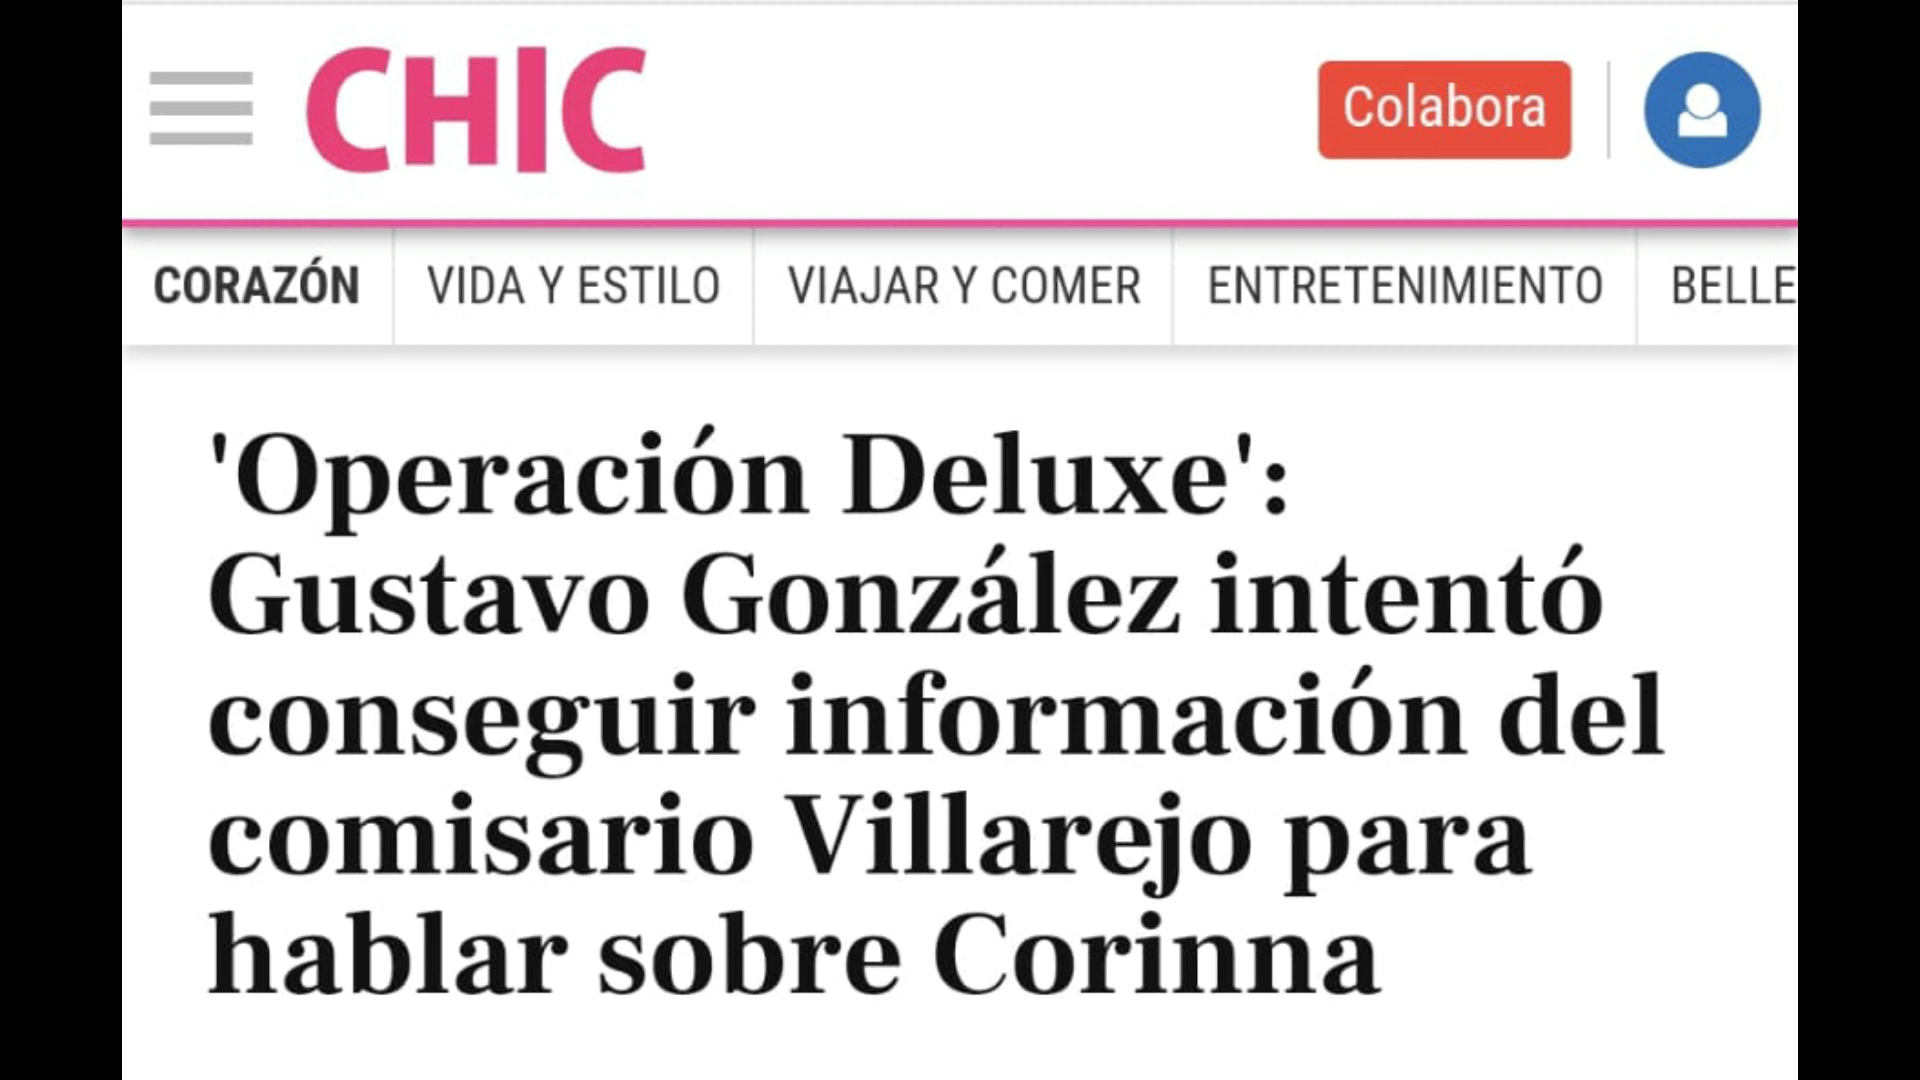 CHIC
Colabora
CORAZÓN
VIDA Y ESTILO
VIAJAR Y COMER
ENTRETENIMIENTO
BELLE
'Operación Deluxe':
Gustavo González intentó
conseguir información del
comisario Villarejo para
hablar sobre Corinna